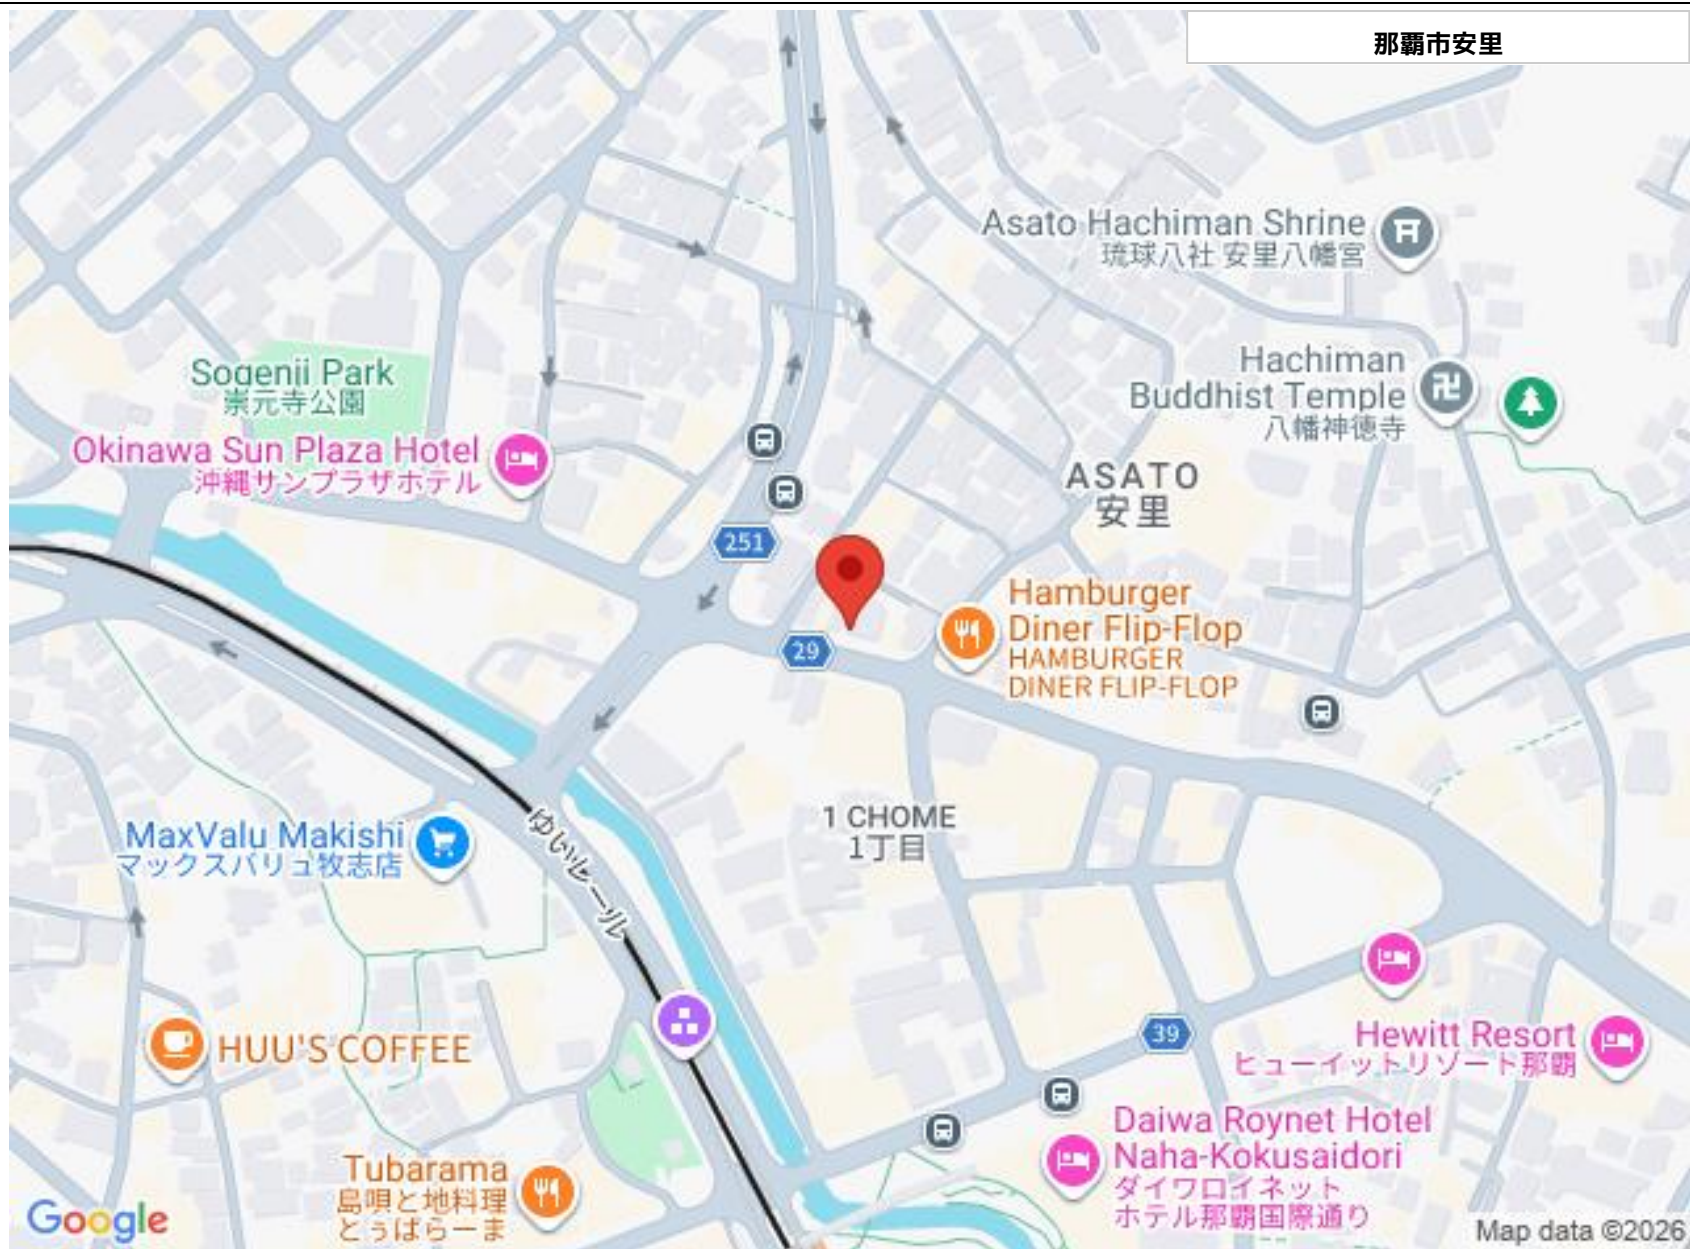 那覇市安里
Asato Hachiman Shrine
琉球八社 安里八幡宮
Sogenji Park
崇元寺公園
Hachiman
Buddhist Temple
八幡神徳寺
Okinawa Sun Plaza Hotel
沖縄サンプラザホテル
ASATO
安里
251
Hamburger
Diner Flip-Flop
HAMBURGER
DINER FLIP-FLOP
29
1 CHOME
1丁目
MaxValu Makishi
マックスバリュ牧志店
ゆいレール
HUU'S COFFEE
39
Hewitt Resort
ヒューイットリゾート那覇
Daiwa Roynet Hotel
Naha-Kokusaidori
ダイワロイネット
ホテル那覇国際通り
Tubarama
島唄と地料理
とぅばらーま
Google
Map data ©2026